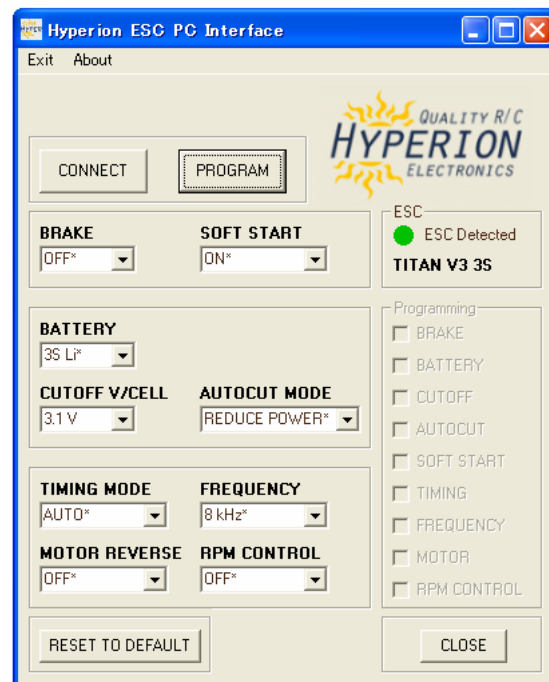 Hyperion ESC PC Interface
Exit About
QUALITY R/C
HYPERION
ELECTRONICS
CONNECT PROGRAM
BRAKE SOFT START
OFF* ON*
ESC
ESC Detected
TITAN V3 3S
BATTERY
3S Li*
CUTOFF V/CELL AUTOCUT MODE
3.1 V REDUCE POWER*
TIMING MODE FREQUENCY
AUTO* 8 kHz*
MOTOR REVERSE RPM CONTROL
OFF* OFF*
Programming
BRAKE
BATTERY
CUTOFF
AUTOCUT
SOFT START
TIMING
FREQUENCY
MOTOR
RPM CONTROL
RESET TO DEFAULT CLOSE